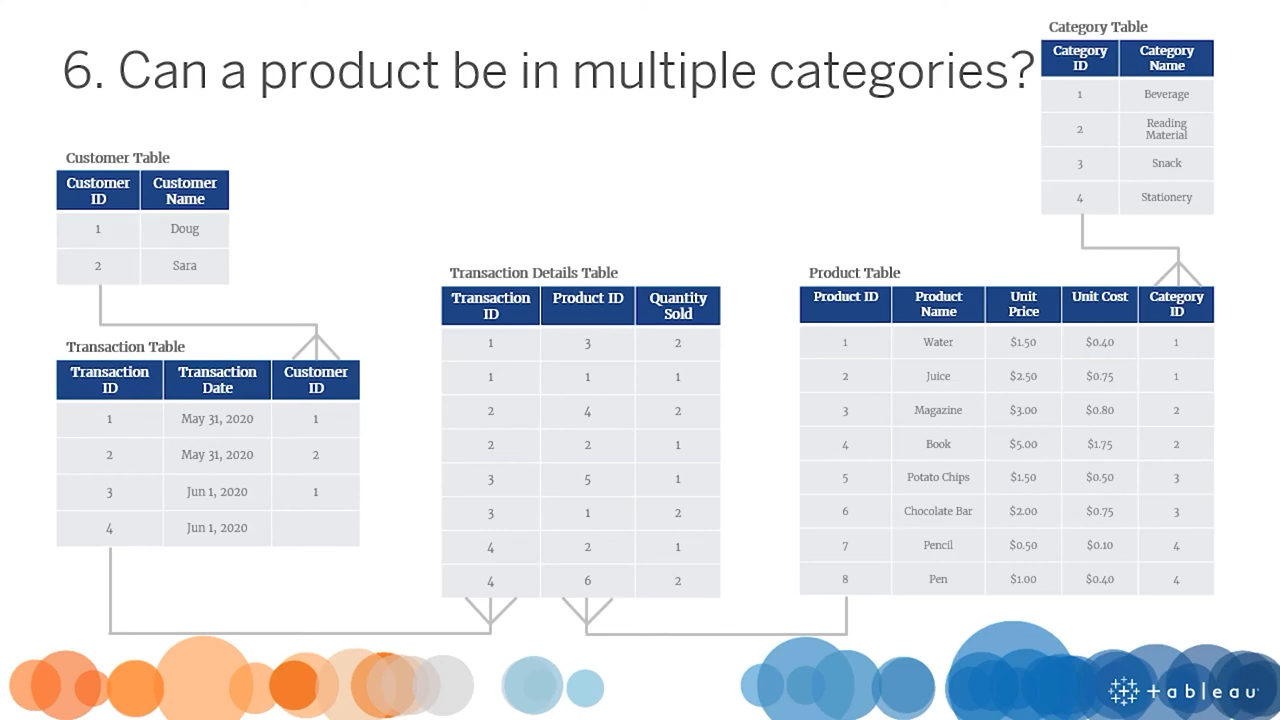 6. Can a product be in multiple categories?
Category Table
Category ID Category Name
1 Beverage
2 Reading Material
3 Snack
4 Stationery
Customer Table
Customer ID Customer Name
1 Doug
2 Sara
Transaction Table
Transaction ID Transaction Date Customer ID
1 May 31, 2020 1
2 May 31, 2020 2
3 Jun 1, 2020 1
4 Jun 1, 2020
Transaction Details Table
Transaction ID Product ID Quantity Sold
1 3 2
1 1 1
2 4 2
2 2 1
3 5 1
3 1 2
4 2 1
4 6 2
Product Table
Product ID Product Name Unit Price Unit Cost Category ID
1 Water $1.50 $0.40 1
2 Juice $2.50 $0.75 1
3 Magazine $3.00 $0.80 2
4 Book $5.00 $1.75 2
5 Potato Chips $1.50 $0.50 3
6 Chocolate Bar $2.00 $0.75 3
7 Pencil $0.50 $0.10 4
8 Pen $1.00 $0.40 4
tableau